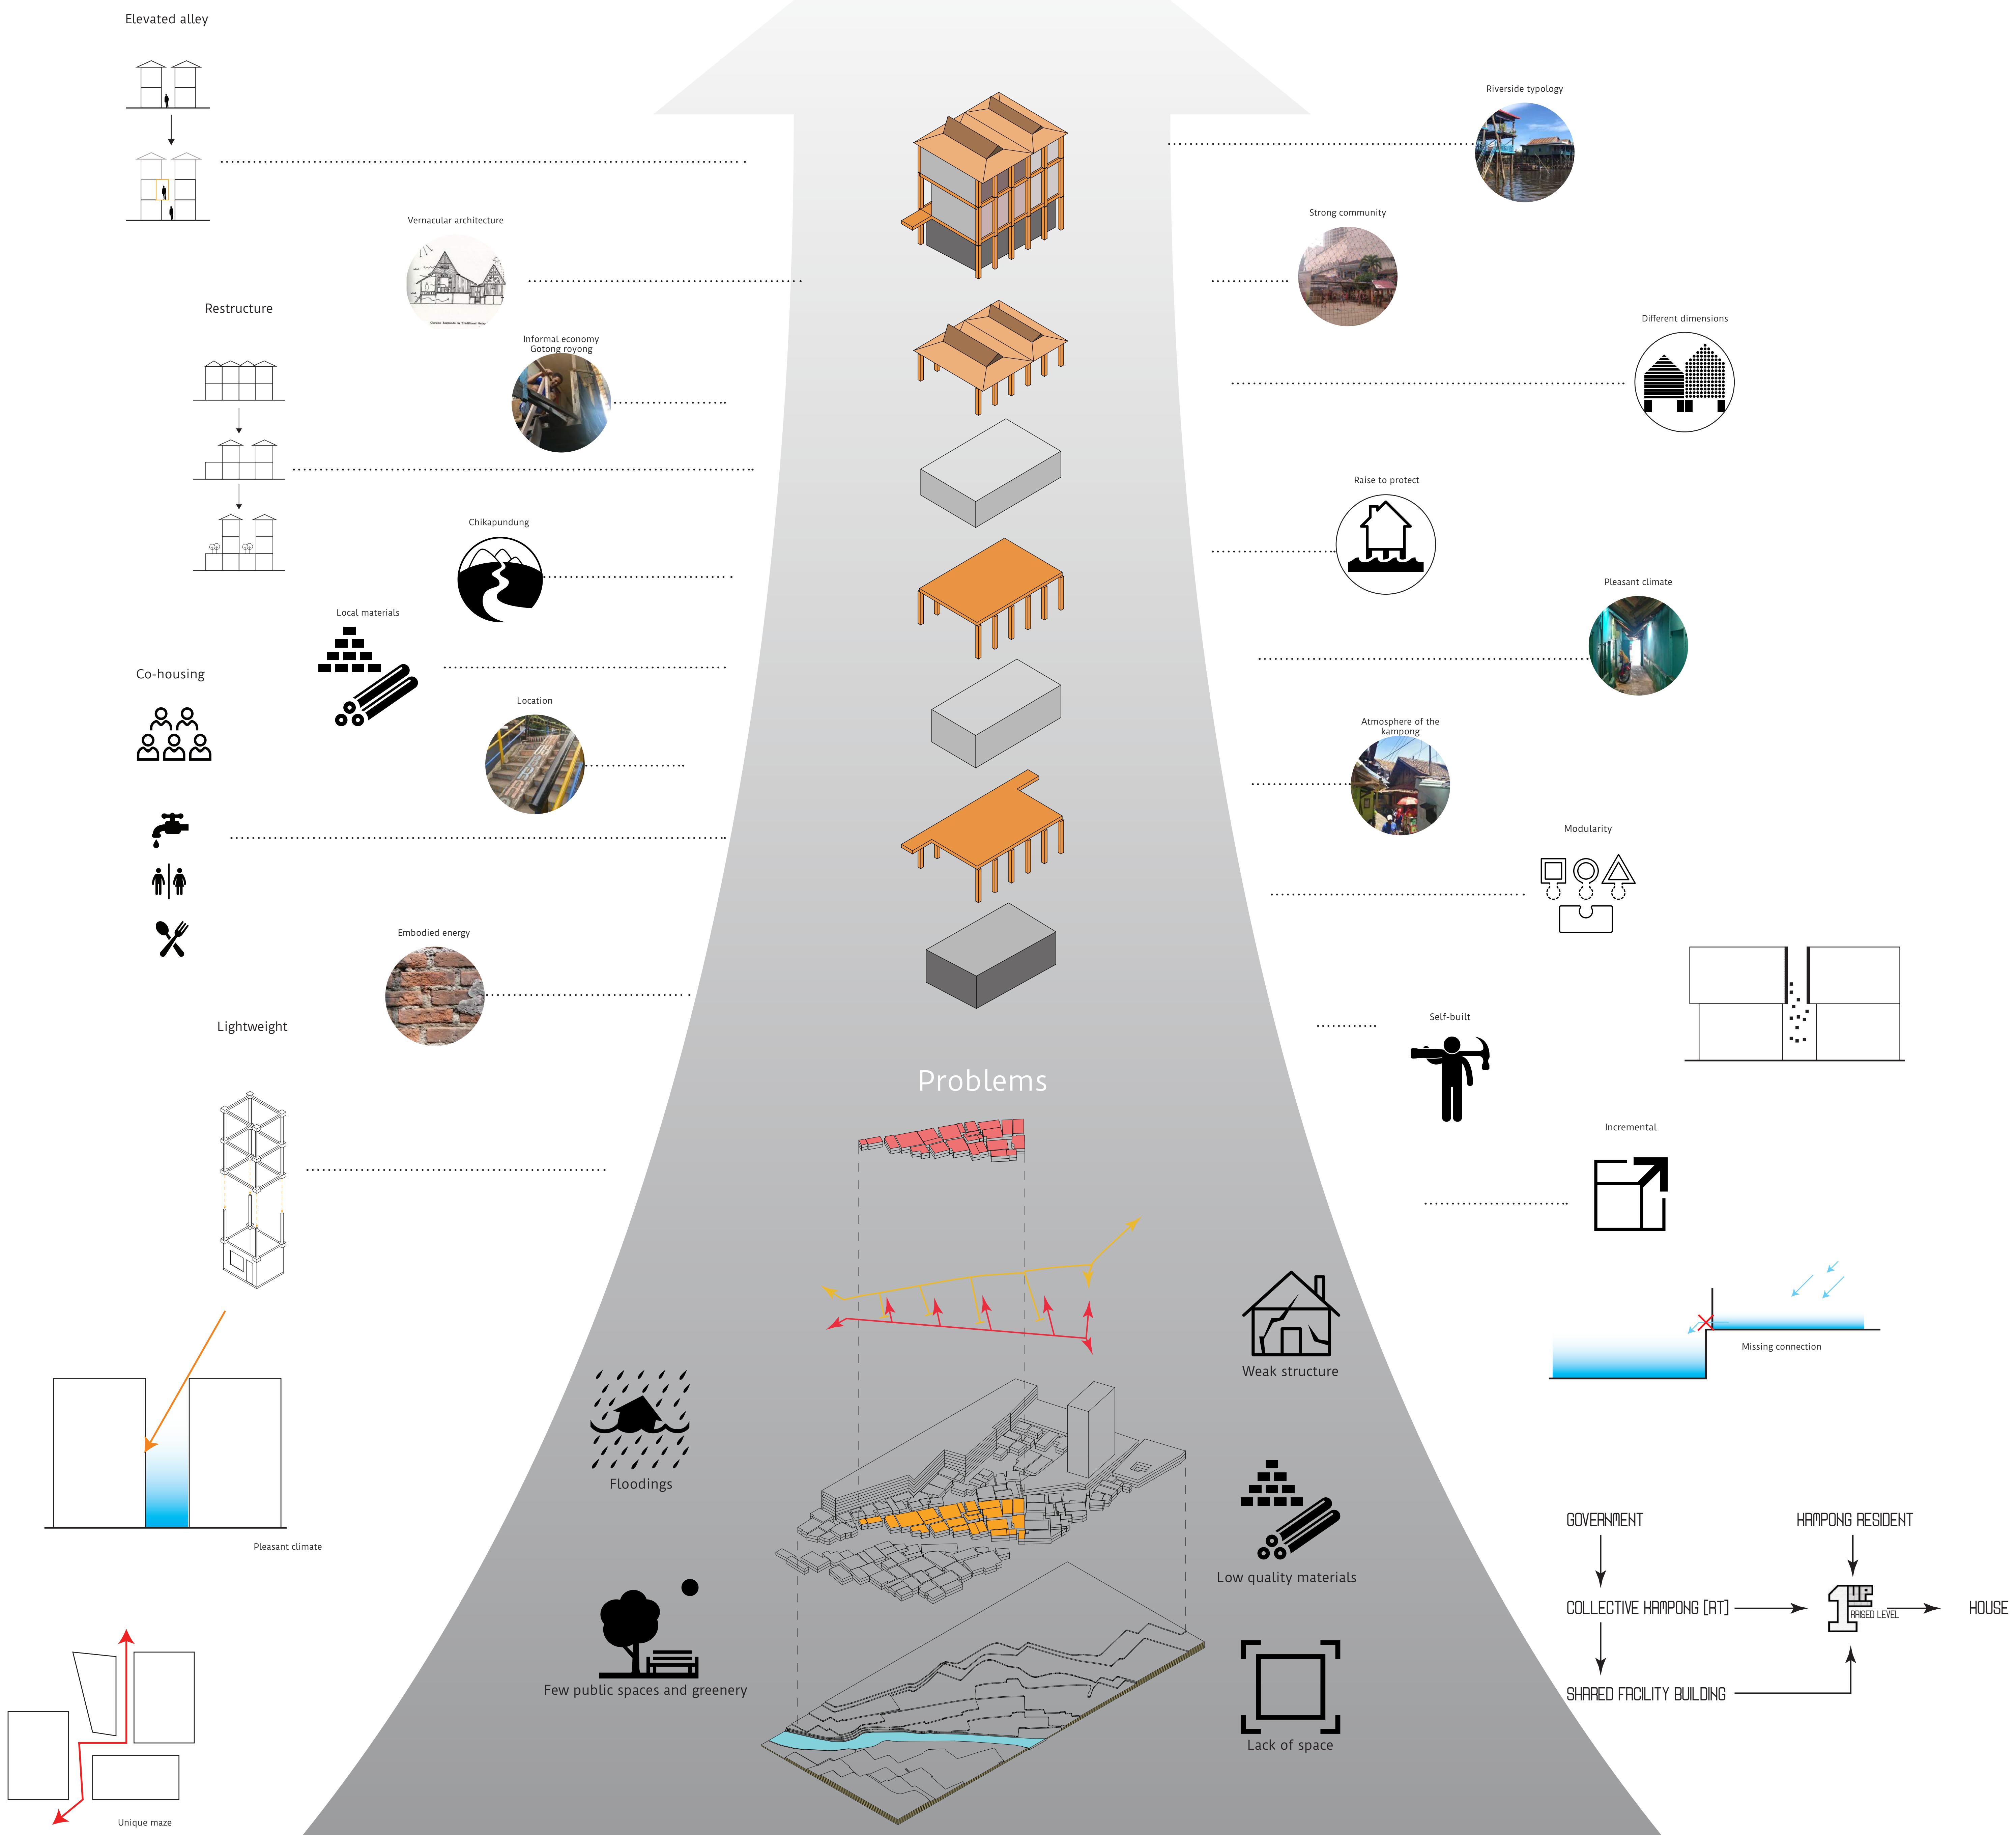 Elevated alley
Riverside typology
Strong community
Vernacular architecture
Restructure
Different dimensions
Informal economy
Gotong royong
Raise to protect
Chikapundung
Pleasant climate
Local materials
Co-housing
Location
Atmosphere of the
kampong
Modularity
Embodied energy
Self-built
Lightweight
Problems
Incremental
Missing connection
Weak structure
Floodings
GOVERNMENT
KAMPONG RESIDENT
Pleasant climate
Low quality materials
COLLECTIVE KAMPONG [RT]
RAISED LEVEL
HOUSE
Few public spaces and greenery
SHARED FACILITY BUILDING
Lack of space
Unique maze